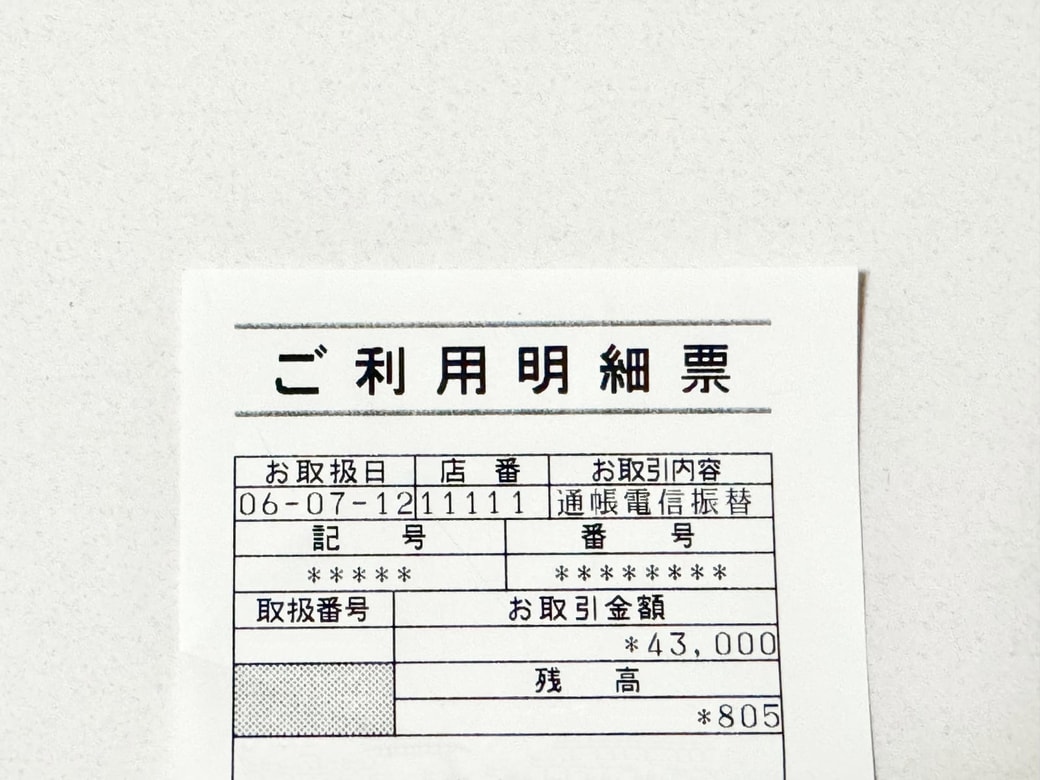 ご利用明細票
お取扱日 店番 お取引内容
06-07-12 11111 通帳電信振替
記号 番号
***** ********
取扱番号 お取引金額
*43,000
残高
*805